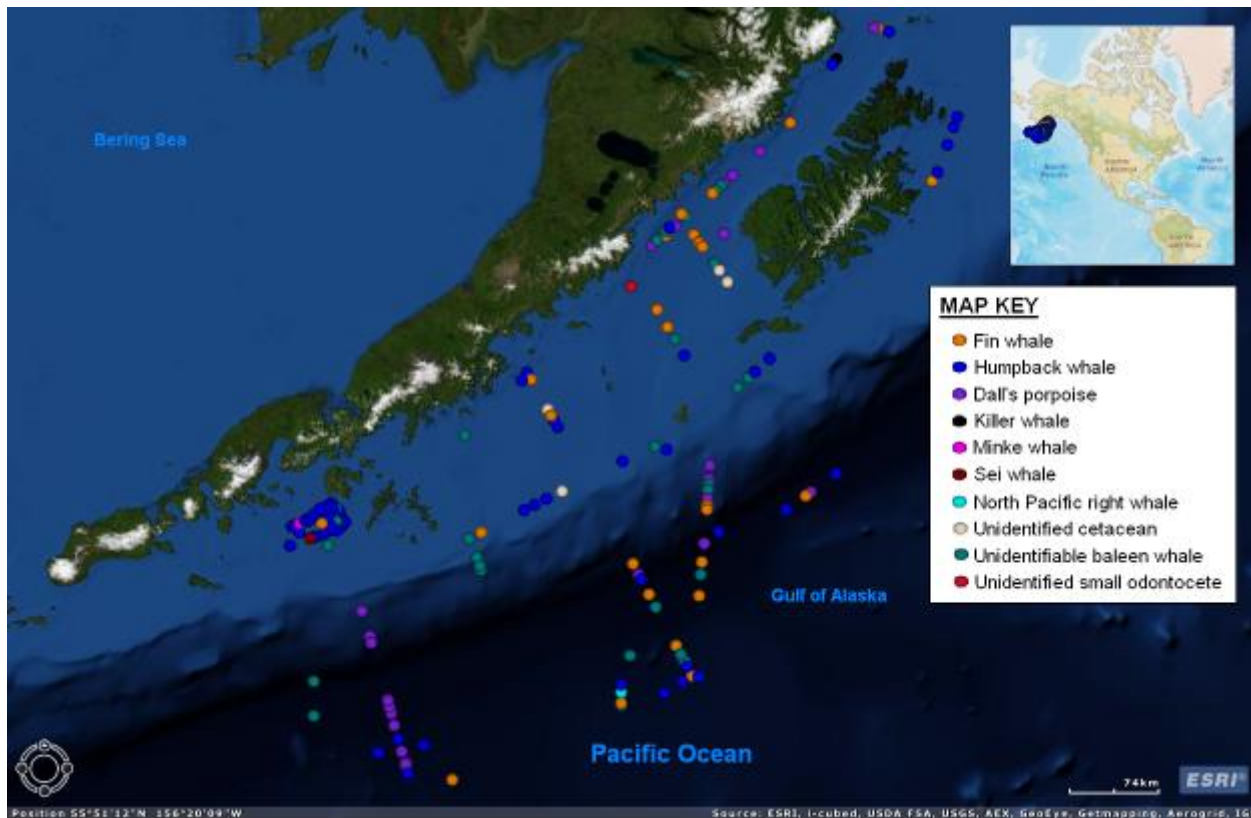 Bering Sea
MAP KEY
Fin whale
Humpback whale
Dall's porpoise
Killer whale
Minke whale
Sei whale
North Pacific right whale
Unidentified cetacean
Unidentifiable baleen whale
Unidentified small odontocete
Gulf of Alaska
Pacific Ocean
74km
ESRI
Position 55°51'12"N 156°20'09"W
Source: ESRI, i-cubed, USDA FSA, USGS, AEX, GeoEye, Getmapping, Aerogrid, IG